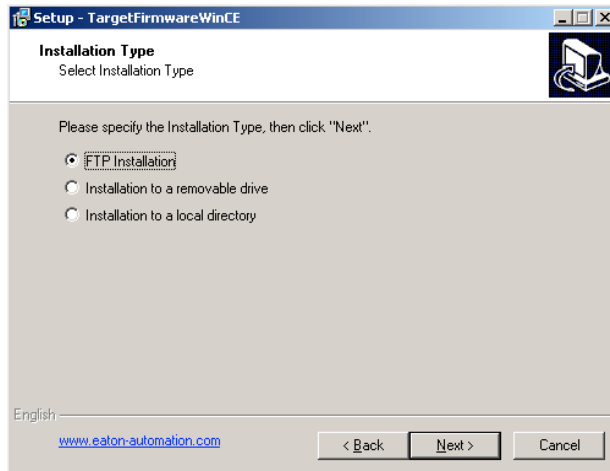 Setup - TargetFirmwareWinCE
Installation Type
Select Installation Type
Please specify the Installation Type, then click "Next".
FTP Installation
Installation to a removable drive
Installation to a local directory
English
www.eaton-automation.com
< Back
Next >
Cancel